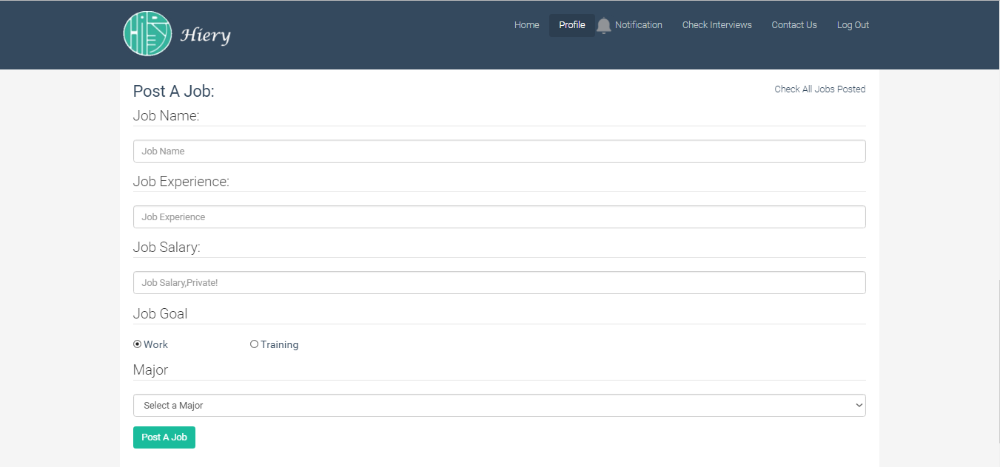 Hiery
Home Profile Notification Check Interviews Contact Us Log Out
Post A Job: Check All Jobs Posted
Job Name:
Job Name
Job Experience:
Job Experience
Job Salary:
Job Salary,Private!
Job Goal
Work Training
Major
Select a Major
Post A Job